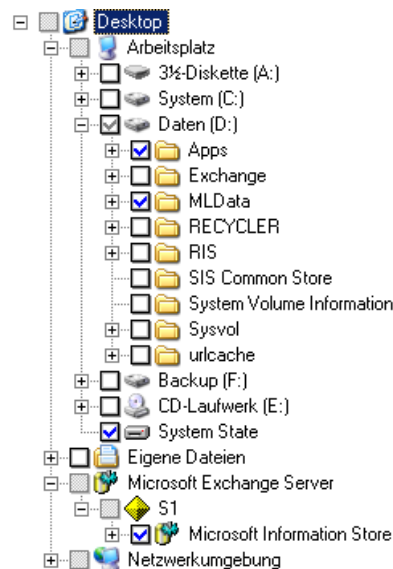 Desktop
Arbeitsplatz
3½-Diskette (A:)
System (C:)
Daten (D:)
Apps
Exchange
MLData
RECYCLER
RIS
SIS Common Store
System Volume Information
Sysvol
urlcache
Backup (F:)
CD-Laufwerk (E:)
System State
Eigene Dateien
Microsoft Exchange Server
S1
Microsoft Information Store
Netzwerkumgebung